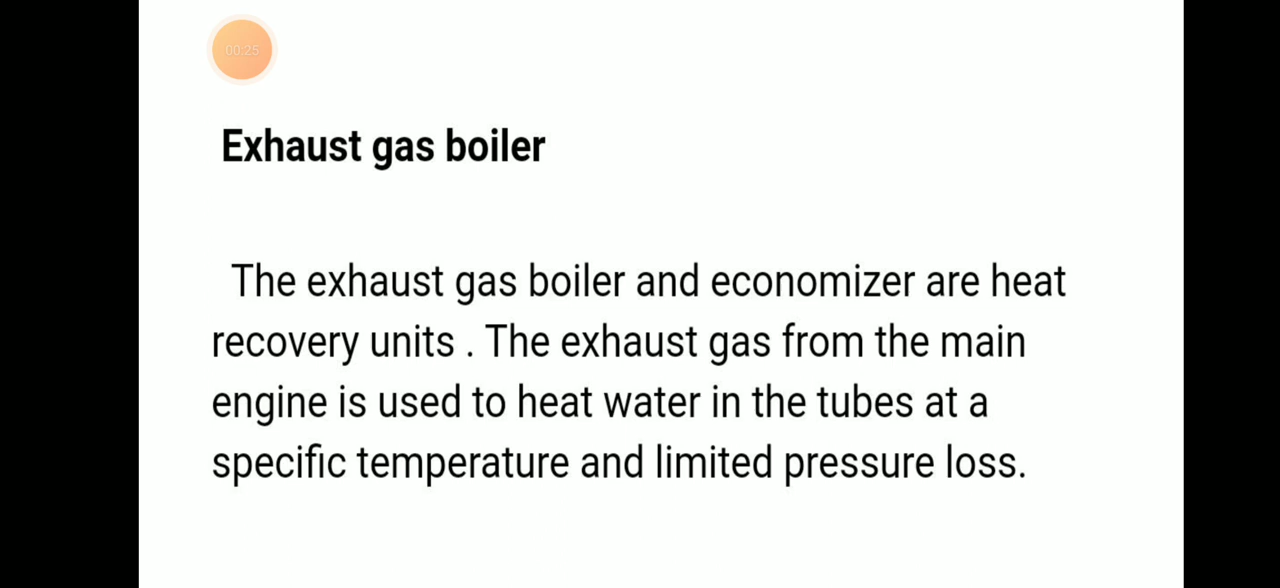 00:25
Exhaust gas boiler
The exhaust gas boiler and economizer are heat
recovery units . The exhaust gas from the main
engine is used to heat water in the tubes at a
specific temperature and limited pressure loss.